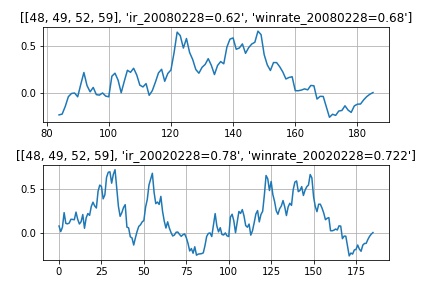 [[48, 49, 52, 59], 'ir_20080228=0.62', 'winrate_20080228=0.68']
0.5
0.0
80 100 120 140 160 180
[[48, 49, 52, 59], 'ir_20020228=0.78', 'winrate_20020228=0.722']
0.5
0.0
0 25 50 75 100 125 150 175